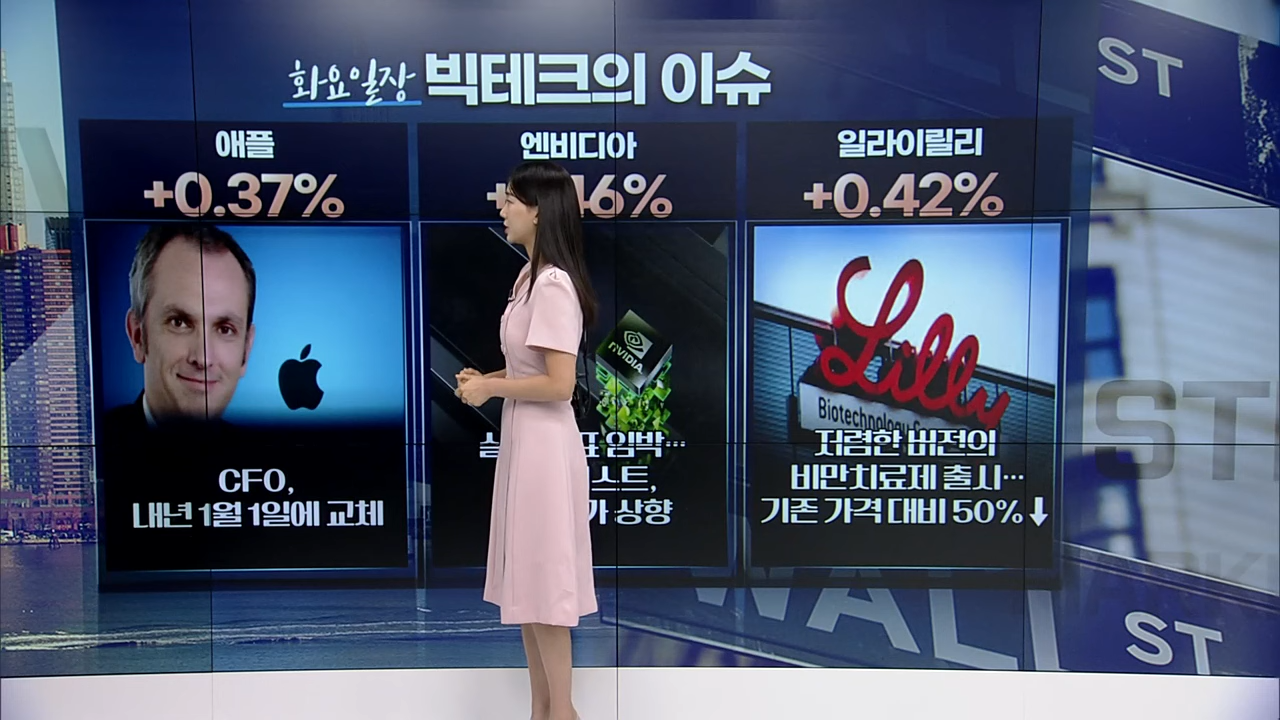 화요일장 빅테크의 이슈
애플
+0.37%
CFO,
내년 1월 1일에 교체
엔비디아
46%
NVIDIA
임박…
스트,
상향
일라이릴리
+0.42%
Lilly
Biotechnology
저렴한 버전의
비만치료제 출시…
기존 가격 대비 50%⬇
ST
ST
WALL
ST